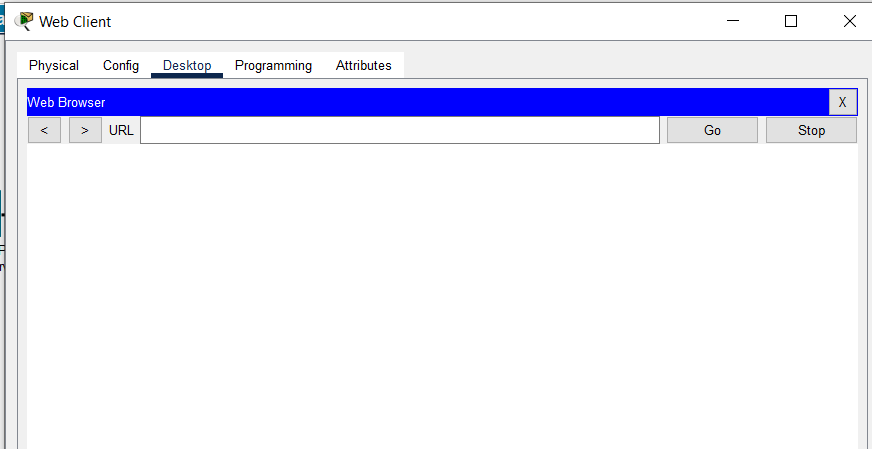 Web Client
Physical Config Desktop Programming Attributes
Web Browser X
< > URL Go Stop